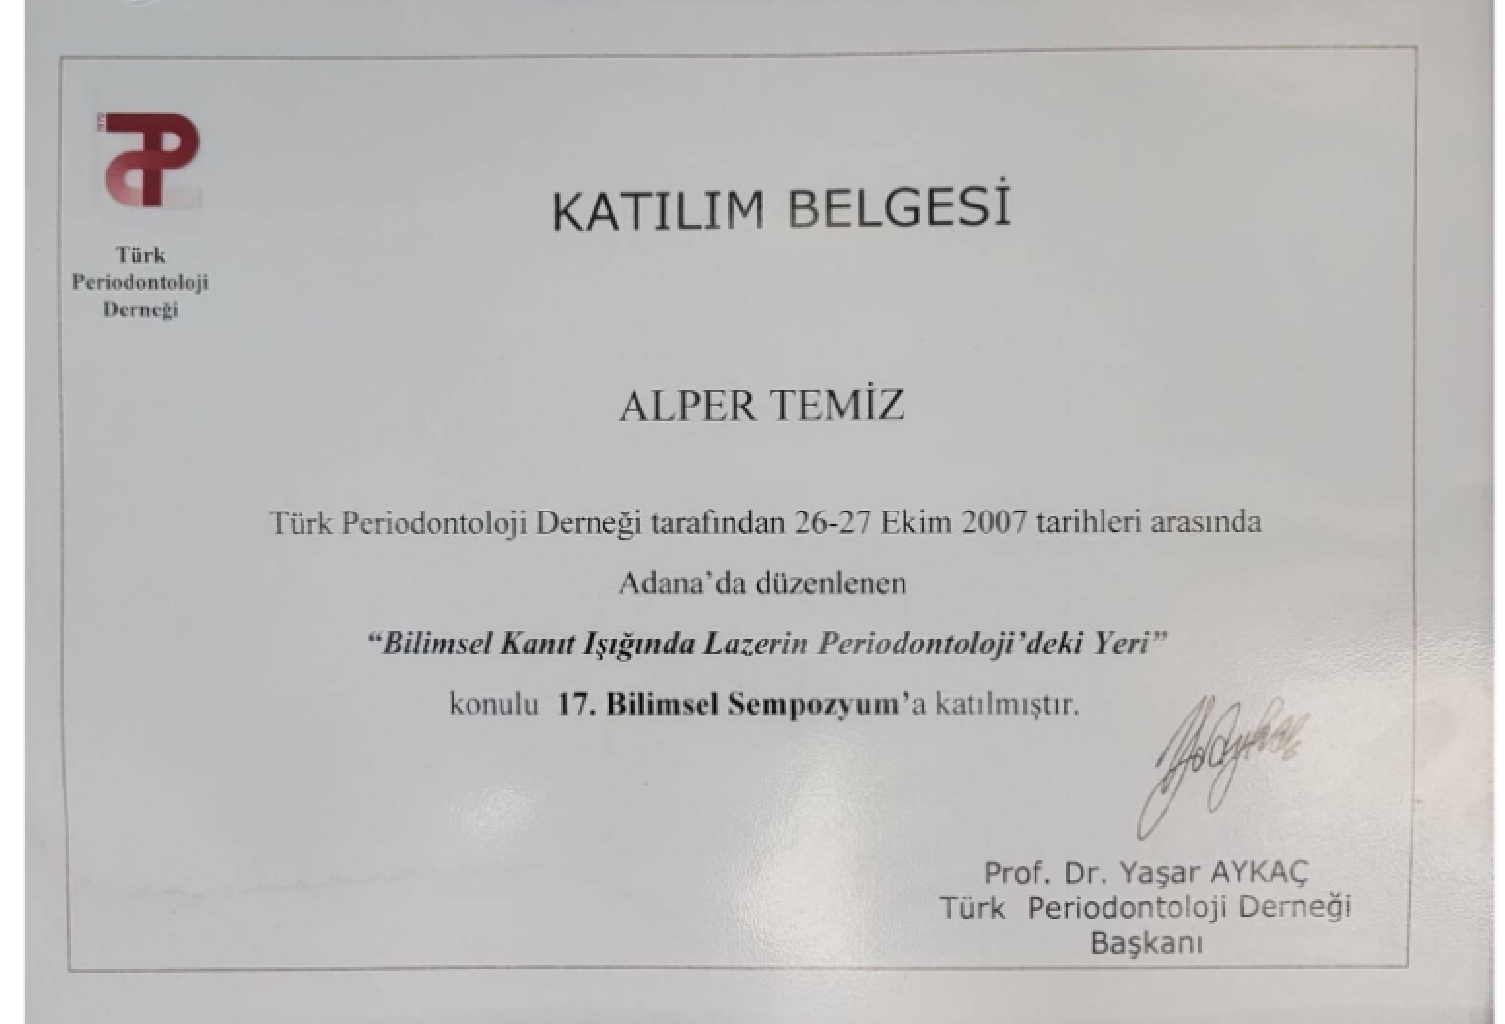 1970
Türk
Periodontoloji
Derneği
KATILIM BELGESİ
ALPER TEMİZ
Türk Periodontoloji Derneği tarafından 26-27 Ekim 2007 tarihleri arasında
Adana'da düzenlenen
“Bilimsel Kanıt Işığında Lazerin Periodontoloji'deki Yeri”
konulu 17. Bilimsel Sempozyum'a katılmıştır.
Prof. Dr. Yaşar AYKAÇ
Türk Periodontoloji Derneği
Başkanı